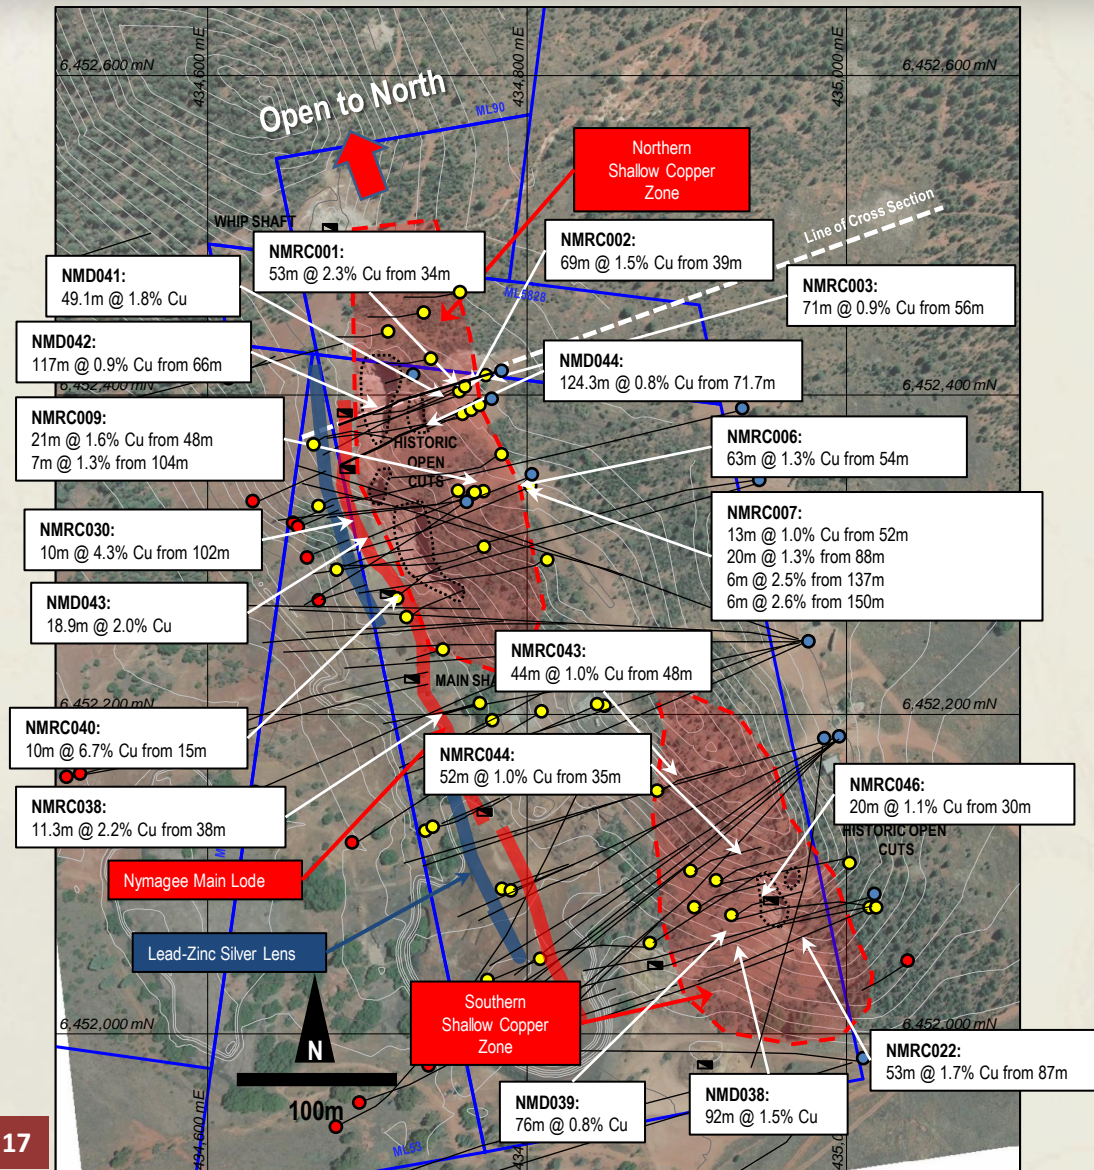 6,452,600 mN
434,600 mE
434,800 mE
435,000 mE
6,452,600 mN
Open to North
ML90
Northern
Shallow Copper
Zone
WHIP SHAFT
Line of Cross Section
NMRC001:
53m @ 2.3% Cu from 34m
NMRC002:
69m @ 1.5% Cu from 39m
NMD041:
49.1m @ 1.8% Cu
NMRC003:
71m @ 0.9% Cu from 56m
ML5828
NMD042:
117m @ 0.9% Cu from 66m
NMD044:
124.3m @ 0.8% Cu from 71.7m
6,452,400 mN
6,452,400 mN
NMRC009:
21m @ 1.6% Cu from 48m
7m @ 1.3% from 104m
HISTORIC
OPEN
CUTS
NMRC006:
63m @ 1.3% Cu from 54m
NMRC030:
10m @ 4.3% Cu from 102m
NMRC007:
13m @ 1.0% Cu from 52m
20m @ 1.3% from 88m
6m @ 2.5% from 137m
6m @ 2.6% from 150m
NMD043:
18.9m @ 2.0% Cu
NMRC043:
44m @ 1.0% Cu from 48m
MAIN SHA
6,452,200 mN
6,452,200 mN
NMRC040:
10m @ 6.7% Cu from 15m
NMRC044:
52m @ 1.0% Cu from 35m
NMRC046:
20m @ 1.1% Cu from 30m
NMRC038:
11.3m @ 2.2% Cu from 38m
HISTORIC OPEN
CUTS
Nymagee Main Lode
Lead-Zinc Silver Lens
Southern
Shallow Copper
Zone
6,452,000 mN
6,452,000 mN
N
NMRC022:
53m @ 1.7% Cu from 87m
100m
NMD039:
76m @ 0.8% Cu
NMD038:
92m @ 1.5% Cu
17
434,600 mE
ML53